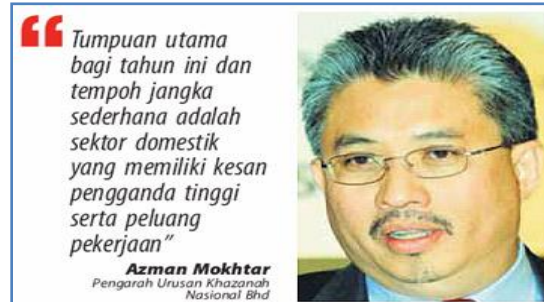 Tumpuan utama
bagi tahun ini dan
tempoh jangka
sederhana adalah
sektor domestik
yang memiliki kesan
pengganda tinggi
serta peluang
pekerjaan”
Azman Mokhtar
Pengarah Urusan Khazanah
Nasional Bhd